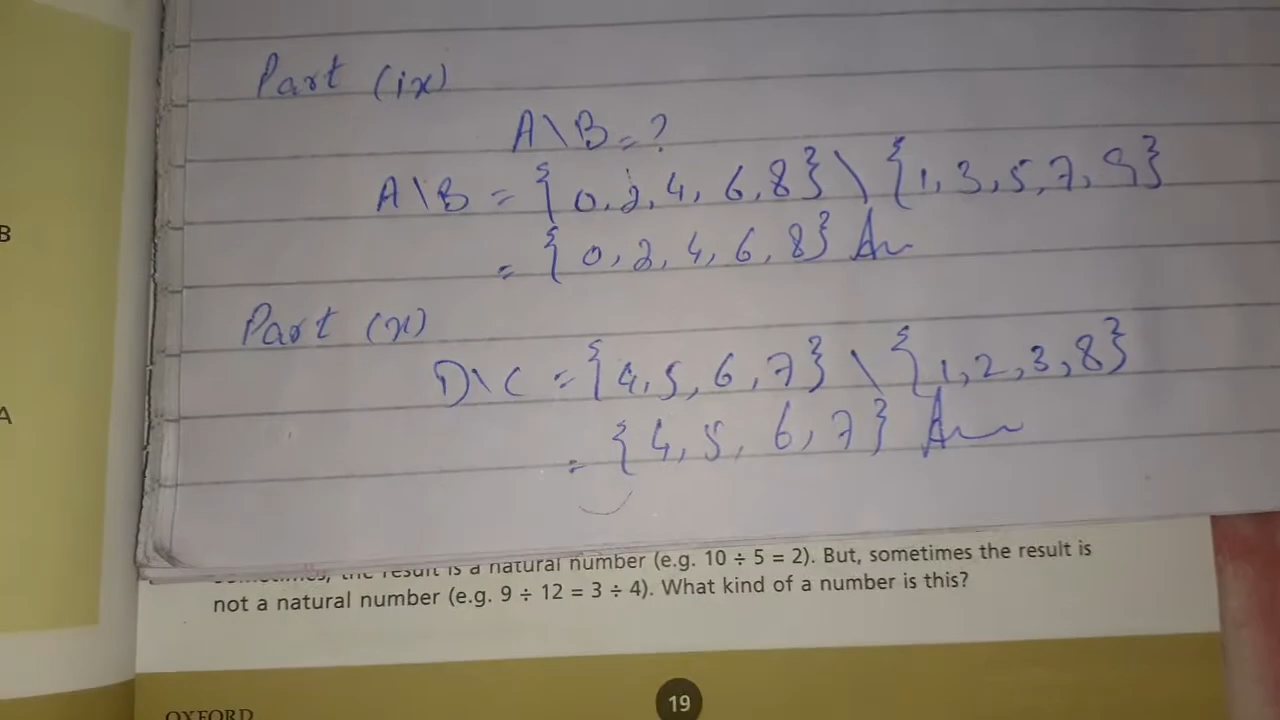 Part (ix)
A\B = ?
A\B = {0, 2, 4, 6, 8} \ {1, 3, 5, 7, 9}
= {0, 2, 4, 6, 8} An
Part (x)
D\C = {4, 5, 6, 7} \ {1, 2, 3, 8}
= {4, 5, 6, 7} An
B
A
sometimes, the result is a natural number (e.g. 10 ÷ 5 = 2). But, sometimes the result is
not a natural number (e.g. 9 ÷ 12 = 3 ÷ 4). What kind of a number is this?
OXFORD
19